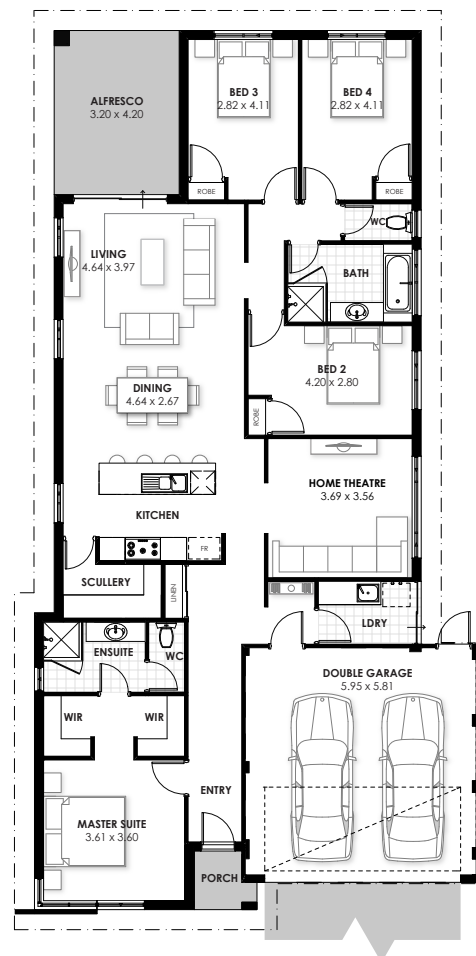 BED 3
2.82 x 4.11
BED 4
2.82 x 4.11
ALFRESCO
3.20 x 4.20
ROBE
ROBE
WC
LIVING
4.64 x 3.97
BATH
BED 2
4.20 x 2.80
DINING
4.64 x 2.67
ROBE
HOME THEATRE
3.69 x 3.56
KITCHEN
FR
SCULLERY
LINEN
LDRY
ENSUITE
WC
DOUBLE GARAGE
5.95 x 5.81
WIR
WIR
ENTRY
MASTER SUITE
3.61 x 3.60
PORCH